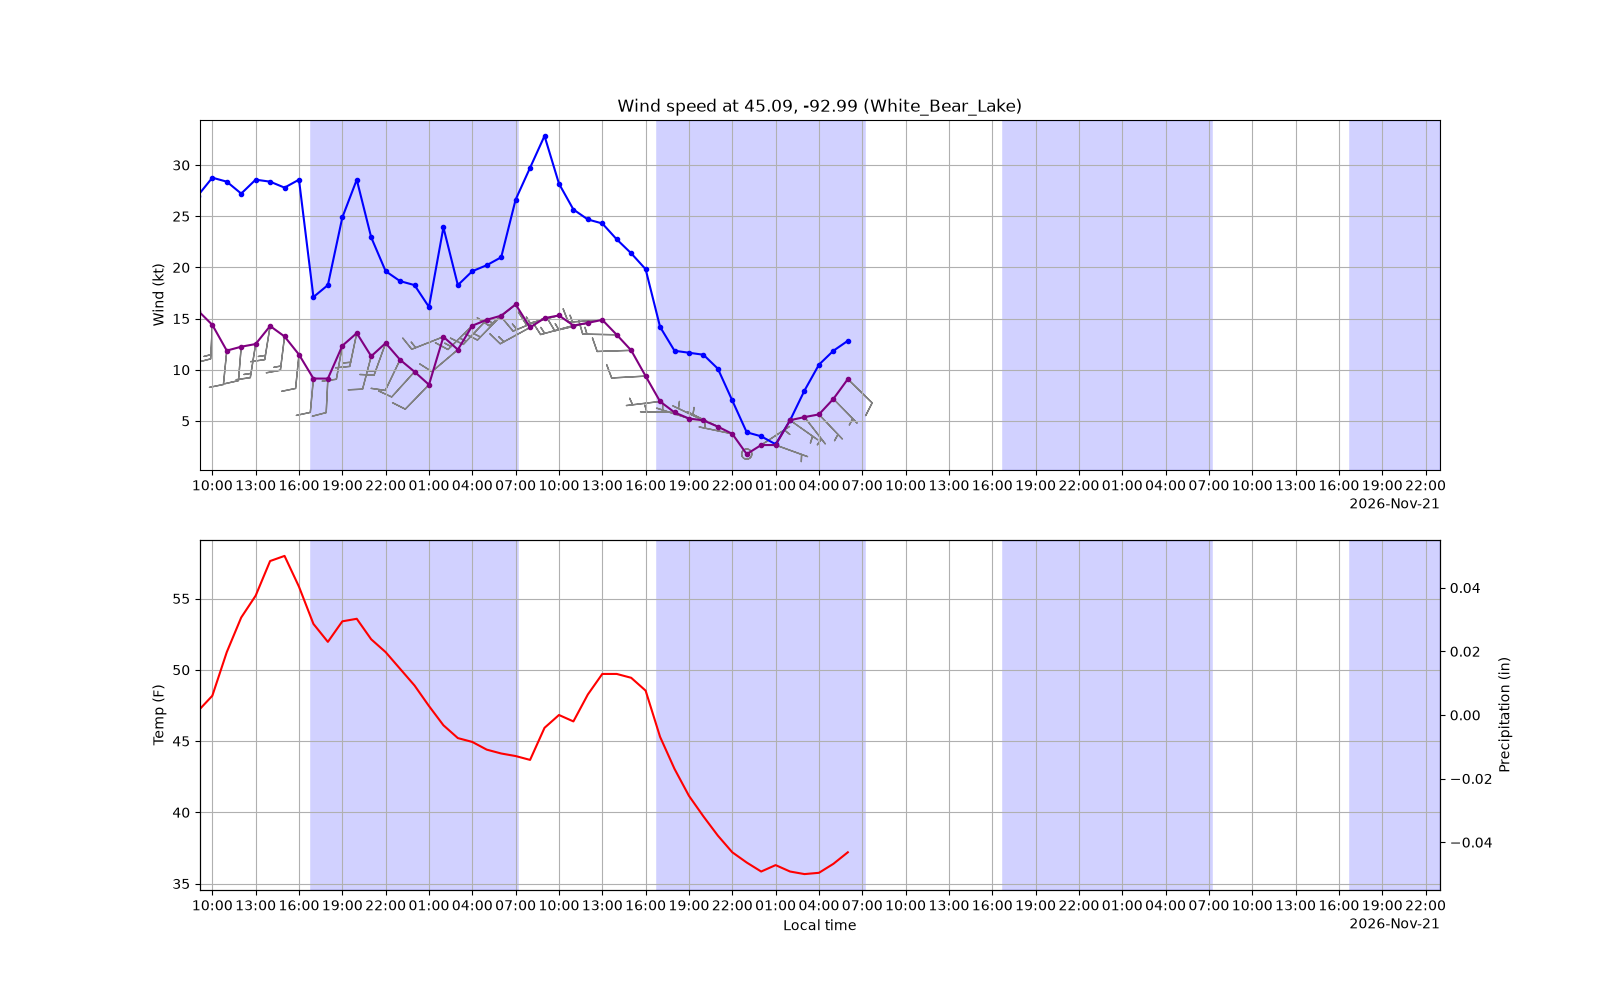 Wind speed at 45.09, -92.99 (White_Bear_Lake)
Wind (kt)
30
25
20
15
10
5
10:00 13:00 16:00 19:00 22:00 01:00 04:00 07:00 10:00 13:00 16:00 19:00 22:00 01:00 04:00 07:00 10:00 13:00 16:00 19:00 22:00 01:00 04:00 07:00 10:00 13:00 16:00 19:00 22:00
2026-Nov-21
Temp (F)
55
50
45
40
35
0.04
0.02
0.00
−0.02
−0.04
Precipitation (in)
10:00 13:00 16:00 19:00 22:00 01:00 04:00 07:00 10:00 13:00 16:00 19:00 22:00 01:00 04:00 07:00 10:00 13:00 16:00 19:00 22:00 01:00 04:00 07:00 10:00 13:00 16:00 19:00 22:00
Local time
2026-Nov-21